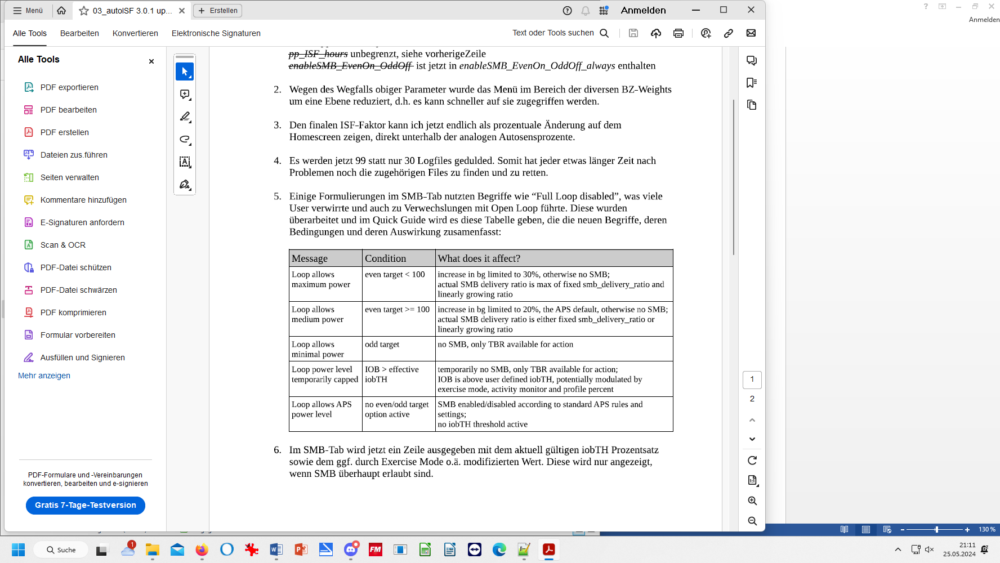 Menü
03_autoISF 3.0.1 up...
Erstellen
Anmelden
Anmelden
Alle Tools
Bearbeiten
Konvertieren
Elektronische Signaturen
Text oder Tools suchen
Alle Tools
PDF exportieren
PDF bearbeiten
PDF erstellen
Dateien zus.führen
Seiten verwalten
Kommentare hinzufügen
E-Signaturen anfordern
Scan & OCR
PDF-Datei schützen
PDF-Datei schwärzen
PDF komprimieren
Formular vorbereiten
Ausfüllen und Signieren
Mehr anzeigen
PDF-Formulare und -Vereinbarungen
konvertieren, bearbeiten und e-signieren
Gratis 7-Tage-Testversion
pp_ISF_hours unbegrenzt, siehe vorherigeZeile
enableSMB_EvenOn_OddOff ist jetzt in enableSMB_EvenOn_OddOff_always enthalten
2. Wegen des Wegfalls obiger Parameter wurde das Menü im Bereich der diversen BZ-Weights
um eine Ebene reduziert, d.h. es kann schneller auf sie zugegriffen werden.
3. Den finalen ISF-Faktor kann ich jetzt endlich als prozentuale Änderung auf dem
Homescreen zeigen, direkt unterhalb der analogen Autosensprozente.
4. Es werden jetzt 99 statt nur 30 Logfiles geduldet. Somit hat jeder etwas länger Zeit nach
Problemen noch die zugehörigen Files zu finden und zu retten.
5. Einige Formulierungen im SMB-Tab nutzten Begriffe wie “Full Loop disabled”, was viele
User verwirrte und auch zu Verwechslungen mit Open Loop führte. Diese wurden
überarbeitet und im Quick Guide wird es diese Tabelle geben, die die neuen Begriffe, deren
Bedingungen und deren Auswirkung zusamenfasst:
Message Condition What does it affect?
Loop allows even target < 100 increase in bg limited to 30%, otherwise no SMB;
maximum power actual SMB delivery ratio is max of fixed smb_delivery_ratio and
linearly growing ratio
Loop allows even target >= 100 increase in bg limited to 20%, the APS default, otherwise no SMB;
medium power actual SMB delivery ratio is either fixed smb_delivery_ratio or
linearly growing ratio
Loop allows odd target no SMB, only TBR available for action
minimal power
Loop power level IOB > effective temporarily no SMB, only TBR available for action;
temporarily capped iobTH IOB is above user defined iobTH, potentially modulated by
exercise mode, activity monitor and profile percent
Loop allows APS no even/odd target SMB enabled/disabled according to standard APS rules and
power level option active settings;
no iobTH threshold active
6. Im SMB-Tab wird jetzt ein Zeile ausgegeben mit dem aktuell gültigen iobTH Prozentsatz
sowie dem ggf. durch Exercise Mode o.ä. modifizierten Wert. Diese wird nur angezeigt,
wenn SMB überhaupt erlaubt sind.
1
2
130 %
Suche
1
FM
21:11
25.05.2024